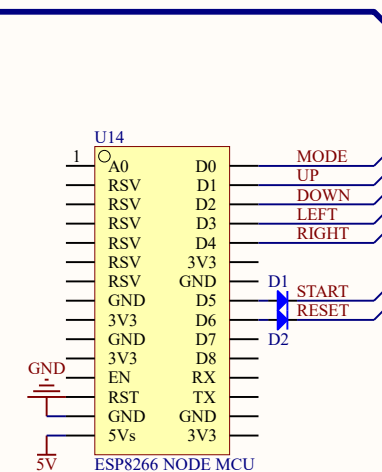 U14
1
A0 D0 MODE
RSV D1 UP
RSV D2 DOWN
RSV D3 LEFT
RSV D4 RIGHT
RSV 3V3
RSV GND D1
GND D5 START
3V3 D6 RESET
GND D7 D2
3V3 D8
GND
EN RX
RST TX
GND GND
5Vs 3V3
5V
ESP8266 NODE MCU